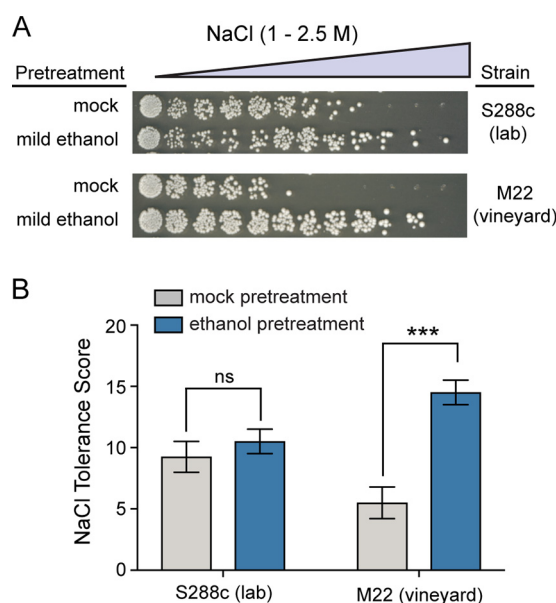 A
NaCl (1 - 2.5 M)
Pretreatment
Strain
mock
mild ethanol
S288c
(lab)
mock
mild ethanol
M22
(vineyard)
B
mock pretreatment
ethanol pretreatment
NaCl Tolerance Score
20
15
10
5
0
ns
***
S288c (lab)
M22 (vineyard)